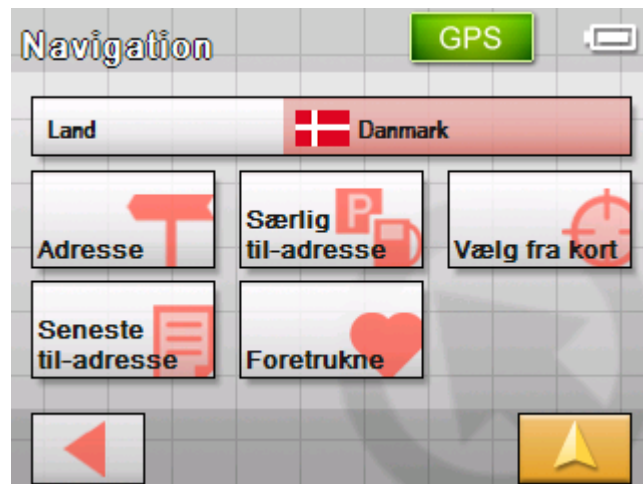 Navigation
GPS
Land
Danmark
Adresse
Særlig
til-adresse
Vælg fra kort
Seneste
til-adresse
Foretrukne